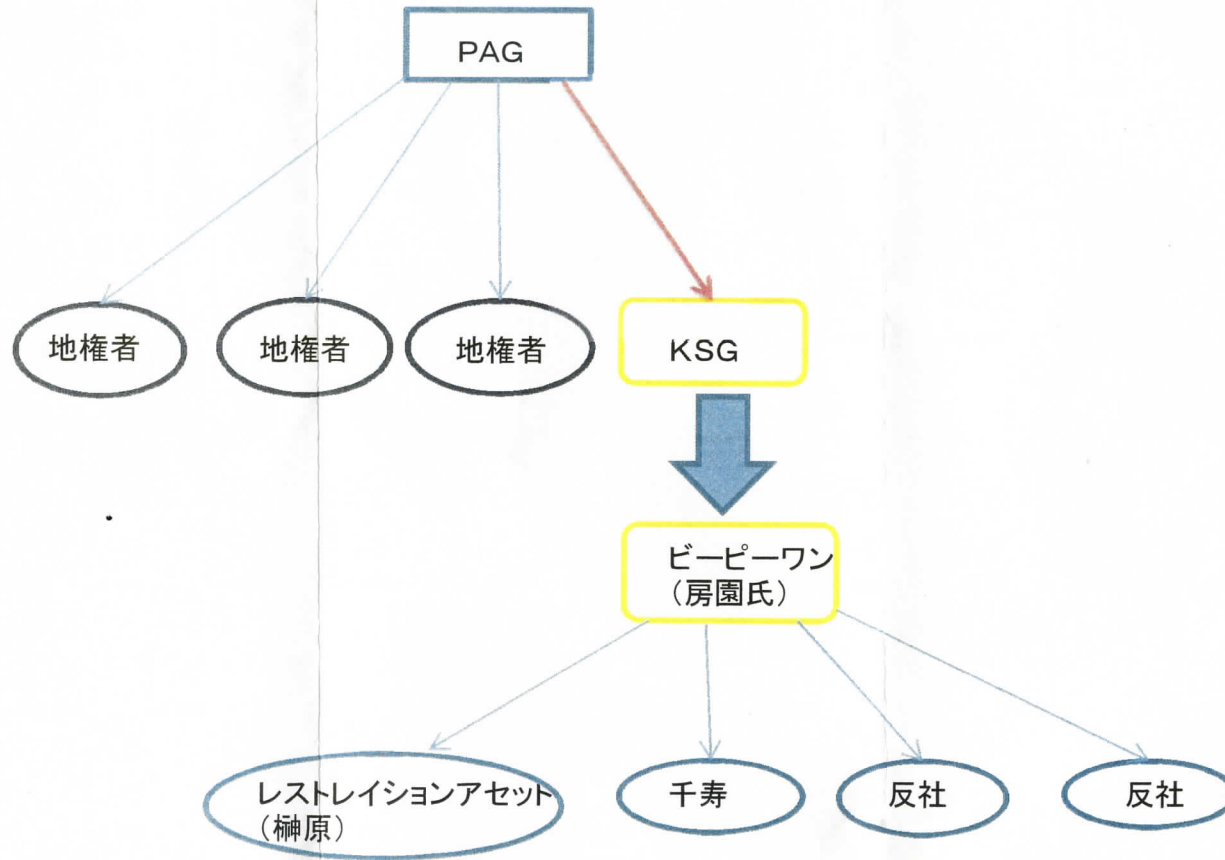 PAG
地権者
地権者
地権者
KSG
ビーピーワン
（房園氏）
レストレイションアセット
（榊原）
千寿
反社
反社